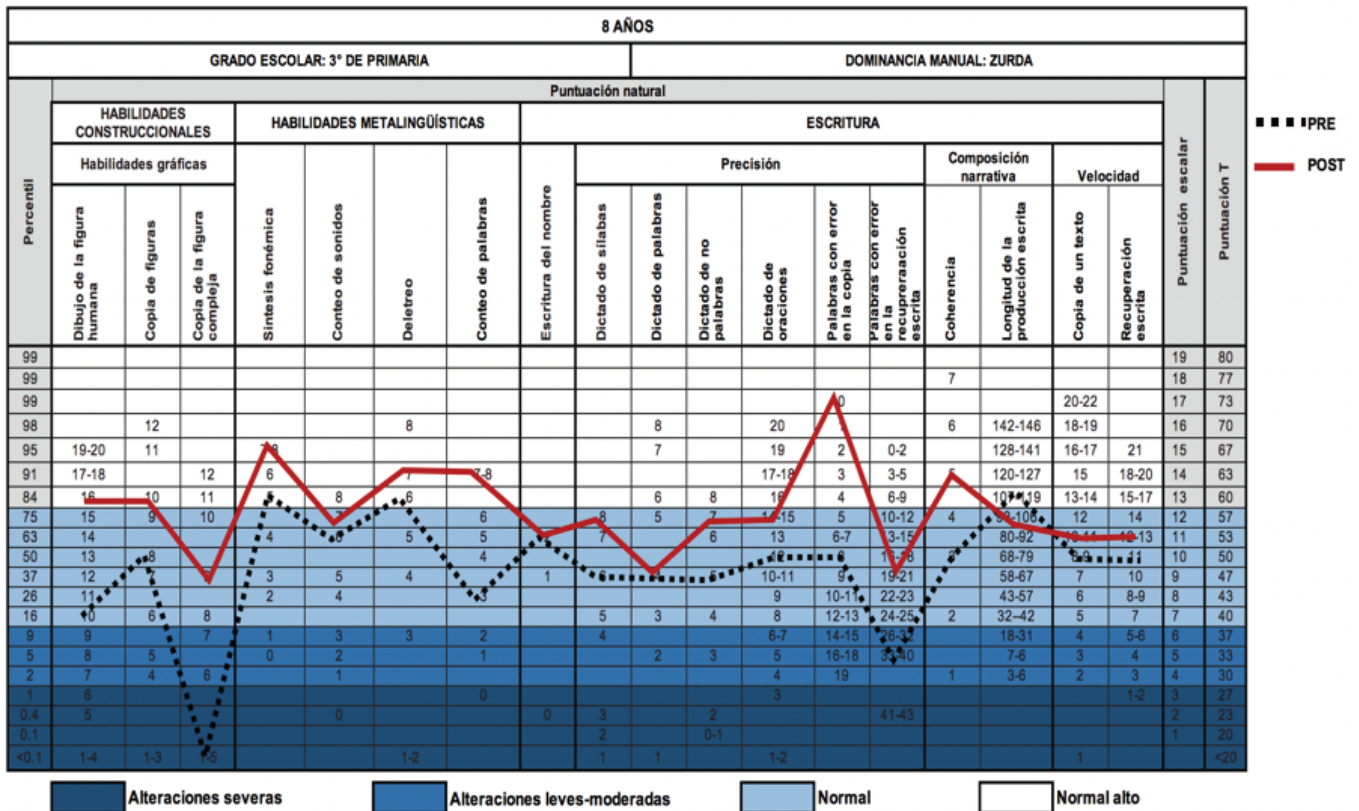 8 AÑOS
GRADO ESCOLAR: 3° DE PRIMARIA DOMINANCIA MANUAL: ZURDA
Puntuación natural
HABILIDADES CONSTRUCCIONALES HABILIDADES METALINGÜÍSTICAS ESCRITURA
Habilidades gráficas Precisión Composición narrativa Velocidad
Percentil
Dibujo de la figura humana
Copia de figuras
Copia de la figura compleja
Síntesis fonémica
Conteo de sonidos
Deletreo
Conteo de palabras
Escritura del nombre
Dictado de sílabas
Dictado de palabras
Dictado de no palabras
Dictado de oraciones
Palabras con error en la copia
Palabras con error en la recupreraación escrita
Coherencia
Longitud de la producción escrita
Copia de un texto
Recuperación escrita
Puntuación escalar
Puntuación T
PRE
POST
99 19 80
99 7 18 77
99 20-22 17 73
98 12 8 8 20 6 142-146 18-19 16 70
95 19-20 11 7 19 2 0-2 128-141 16-17 21 15 67
91 17-18 12 6 17-18 3 3-5 120-127 15 18-20 14 63
84 16 10 11 8 6 6 8 16 4 6-9 13-14 15-17 13 60
75 15 9 10 7 6 8 5 7 5 10-12 4 12 14 12 57
63 14 4 5 5 7 6 13 6-7 80-92 11 53
50 13 8 4 68-79 11 10 50
37 12 7 3 5 4 1 6 4 10-11 9 19-21 58-67 7 10 9 47
26 11 2 4 3 9 10-11 22-23 43-57 6 8-9 8 43
16 10 6 8 5 3 4 8 12-13 24-25 2 32–42 5 7 7 40
9 9 7 1 3 3 2 4 6-7 14-15 26-32 18-31 4 5-6 6 37
5 8 5 0 2 1 2 3 5 16-18 33-40 7-6 3 4 5 33
2 7 4 6 1 4 19 1 3-6 2 3 4 30
1 6 0 3 1-2 3 27
0.4 5 0 0 3 2 41-43 2 23
0.1 2 0-1 1 20
<0.1 1-4 1-3 1-5 1-2 1 1 1-2 1 <20
Alteraciones severas Alteraciones leves-moderadas Normal Normal alto